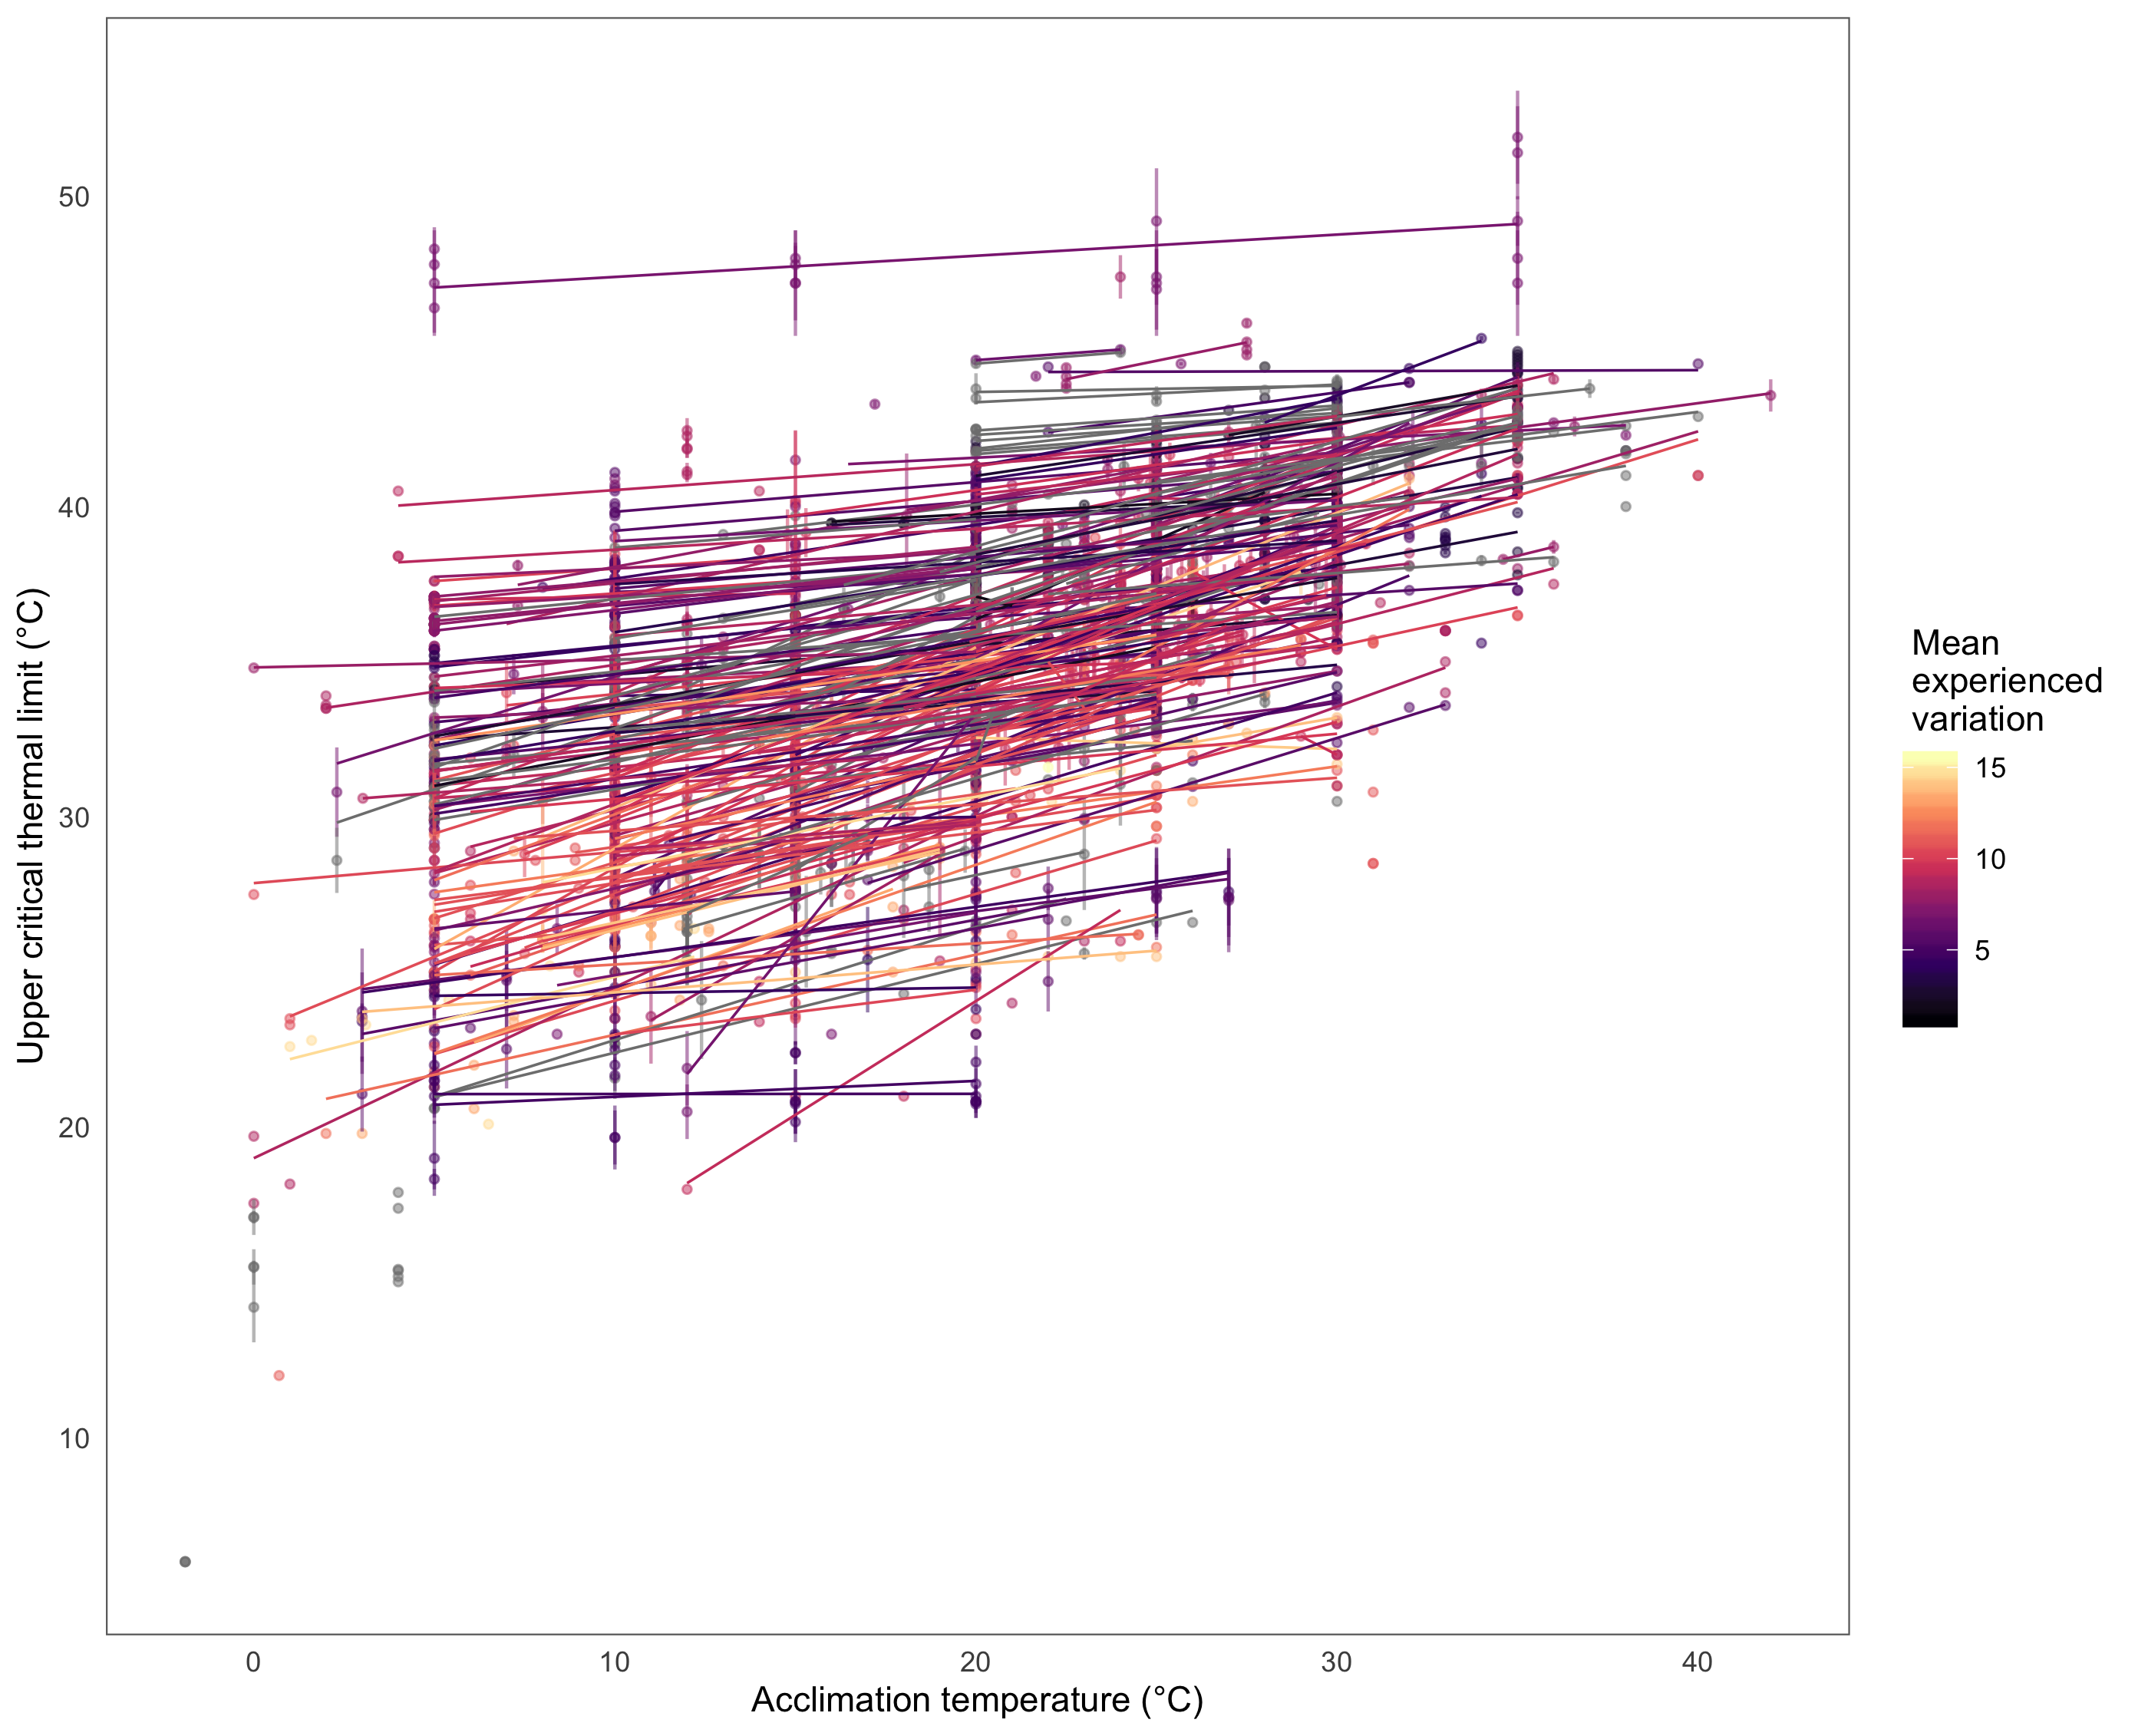 50
40
30
20
10
0
10
20
30
40
Acclimation temperature (°C)
Upper critical thermal limit (°C)
Mean
experienced
variation
15
10
5